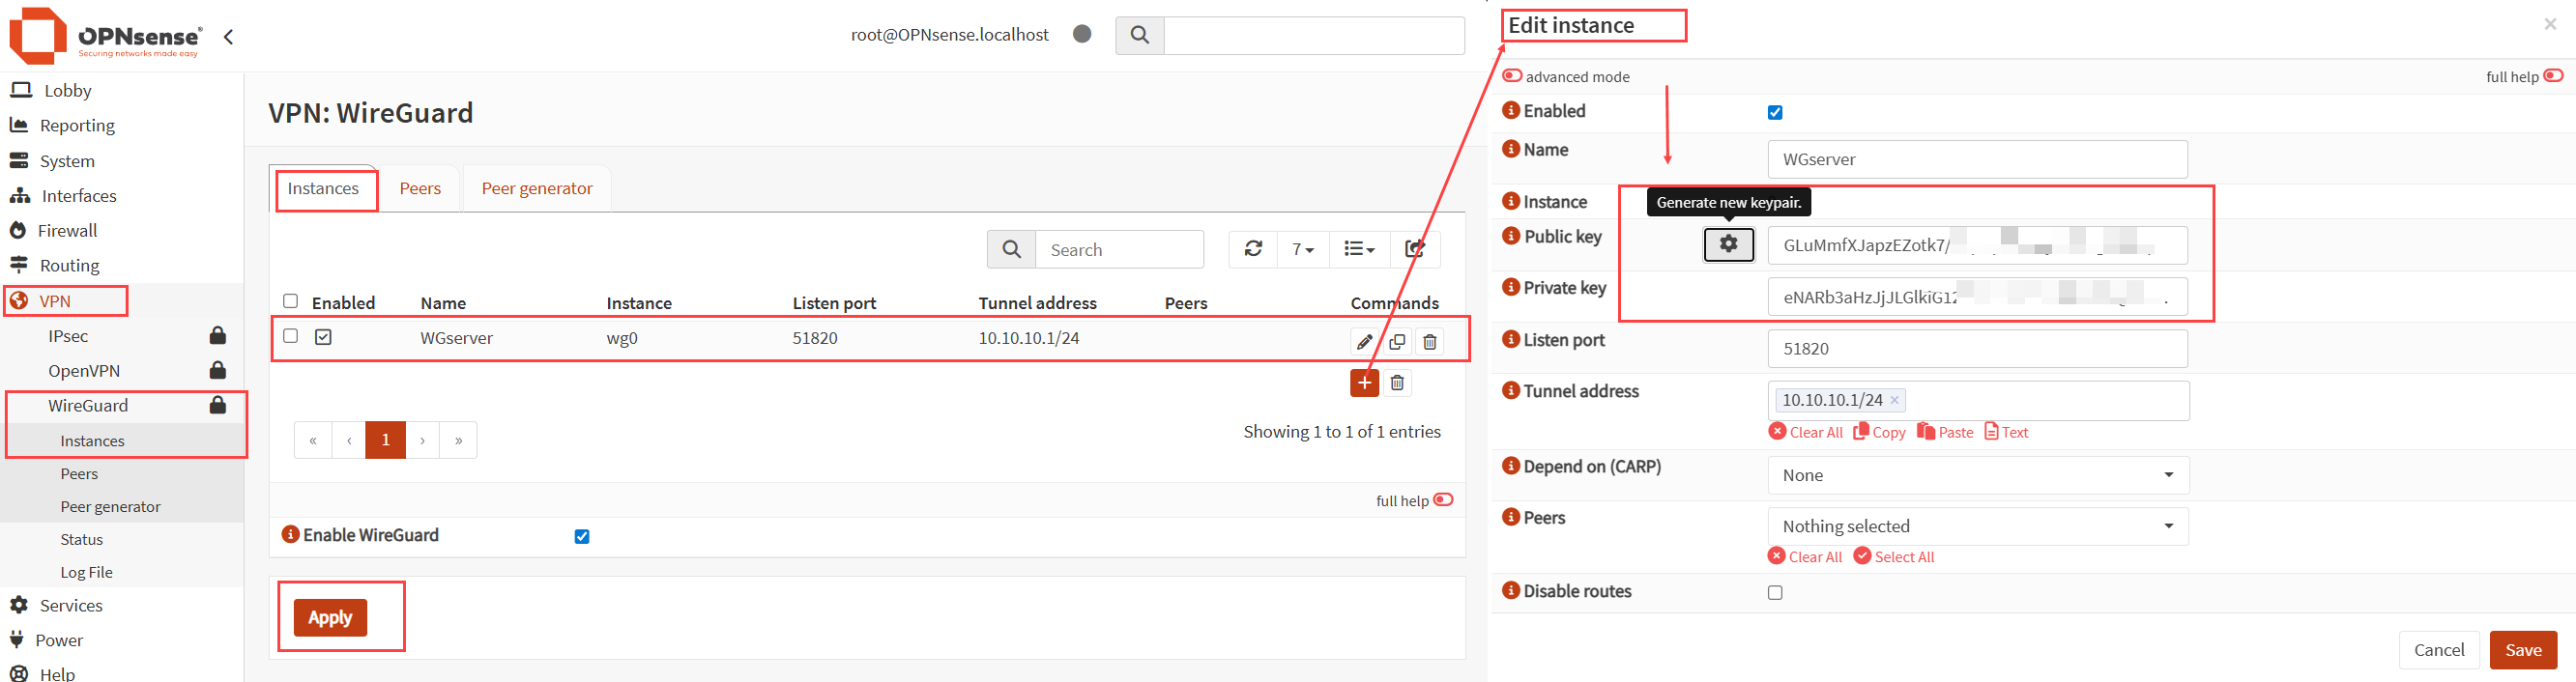 OPNsense®
Securing networks made easy
root@OPNsense.localhost
Lobby
Reporting
System
Interfaces
Firewall
Routing
VPN
IPsec
OpenVPN
WireGuard
Instances
Peers
Peer generator
Status
Log File
Services
Power
Help
VPN: WireGuard
Instances Peers Peer generator
Search
7
Enabled Name Instance Listen port Tunnel address Peers Commands
WGserver wg0 51820 10.10.10.1/24
« ‹ 1 › »
Showing 1 to 1 of 1 entries
full help
Enable WireGuard
Apply
Edit instance
×
advanced mode full help
Enabled
Name WGserver
Instance
Generate new keypair.
Public key GLuMmfXJapzEZotk7/
Private key eNARb3aHzJjJLGlkiG12
Listen port 51820
Tunnel address 10.10.10.1/24 ×
Clear All Copy Paste Text
Depend on (CARP) None
Peers Nothing selected
Clear All Select All
Disable routes
Cancel Save